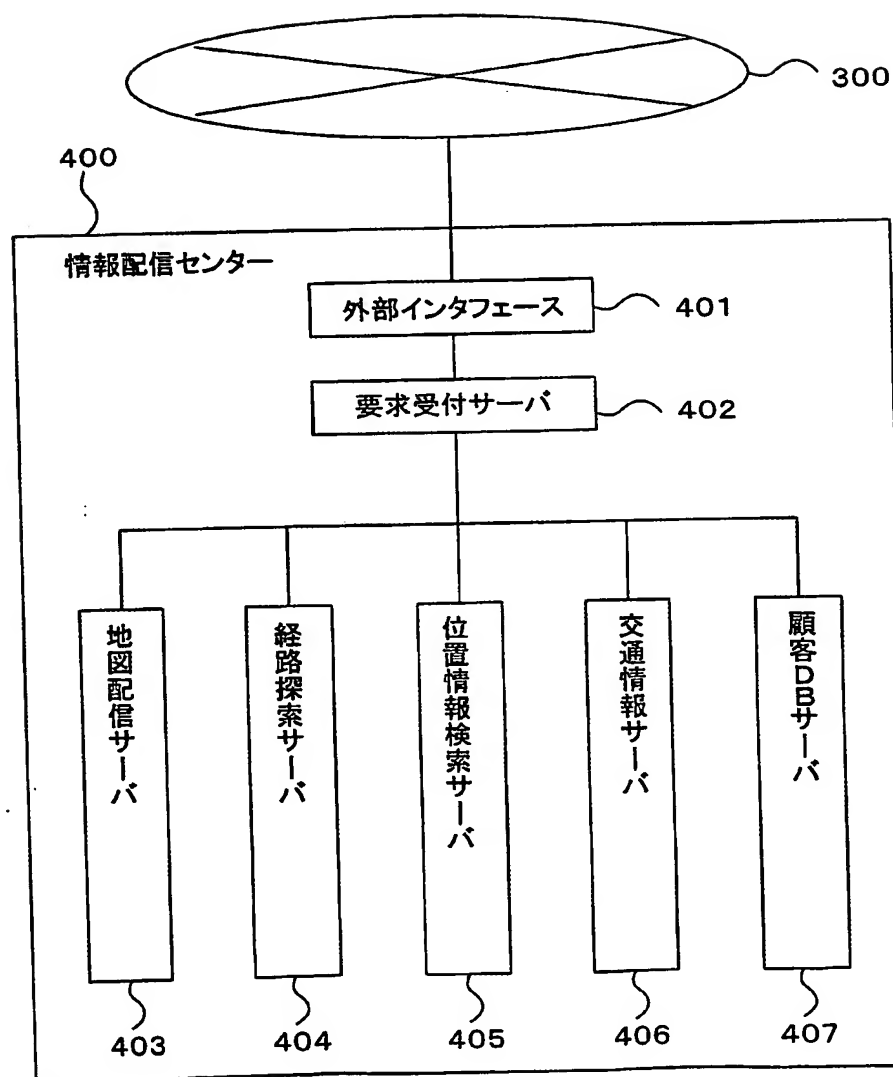 300
400
情報配信センター
外部インタフェース
401
要求受付サーバ
402
地図配信サーバ
経路探索サーバ
位置情報検索サーバ
交通情報サーバ
顧客DBサーバ
403
404
405
406
407